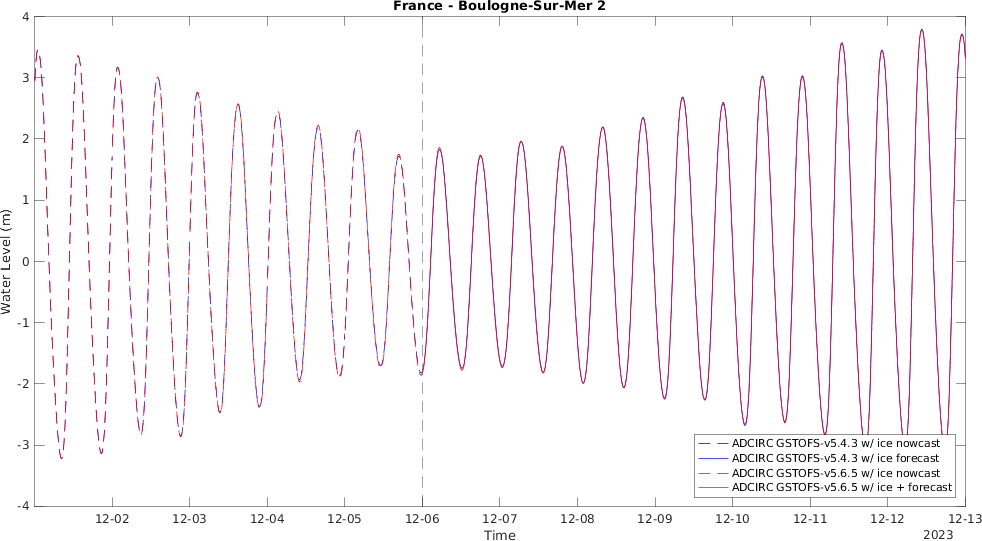 France - Boulogne-Sur-Mer 2
Water Level (m)
4
3
2
1
0
-1
-2
-3
-4
ADCIRC GSTOFS-v5.4.3 w/ ice nowcast
ADCIRC GSTOFS-v5.4.3 w/ ice forecast
ADCIRC GSTOFS-v5.6.5 w/ ice nowcast
ADCIRC GSTOFS-v5.6.5 w/ ice + forecast
12-02 12-03 12-04 12-05 12-06 12-07 12-08 12-09 12-10 12-11 12-12 12-13
Time
2023